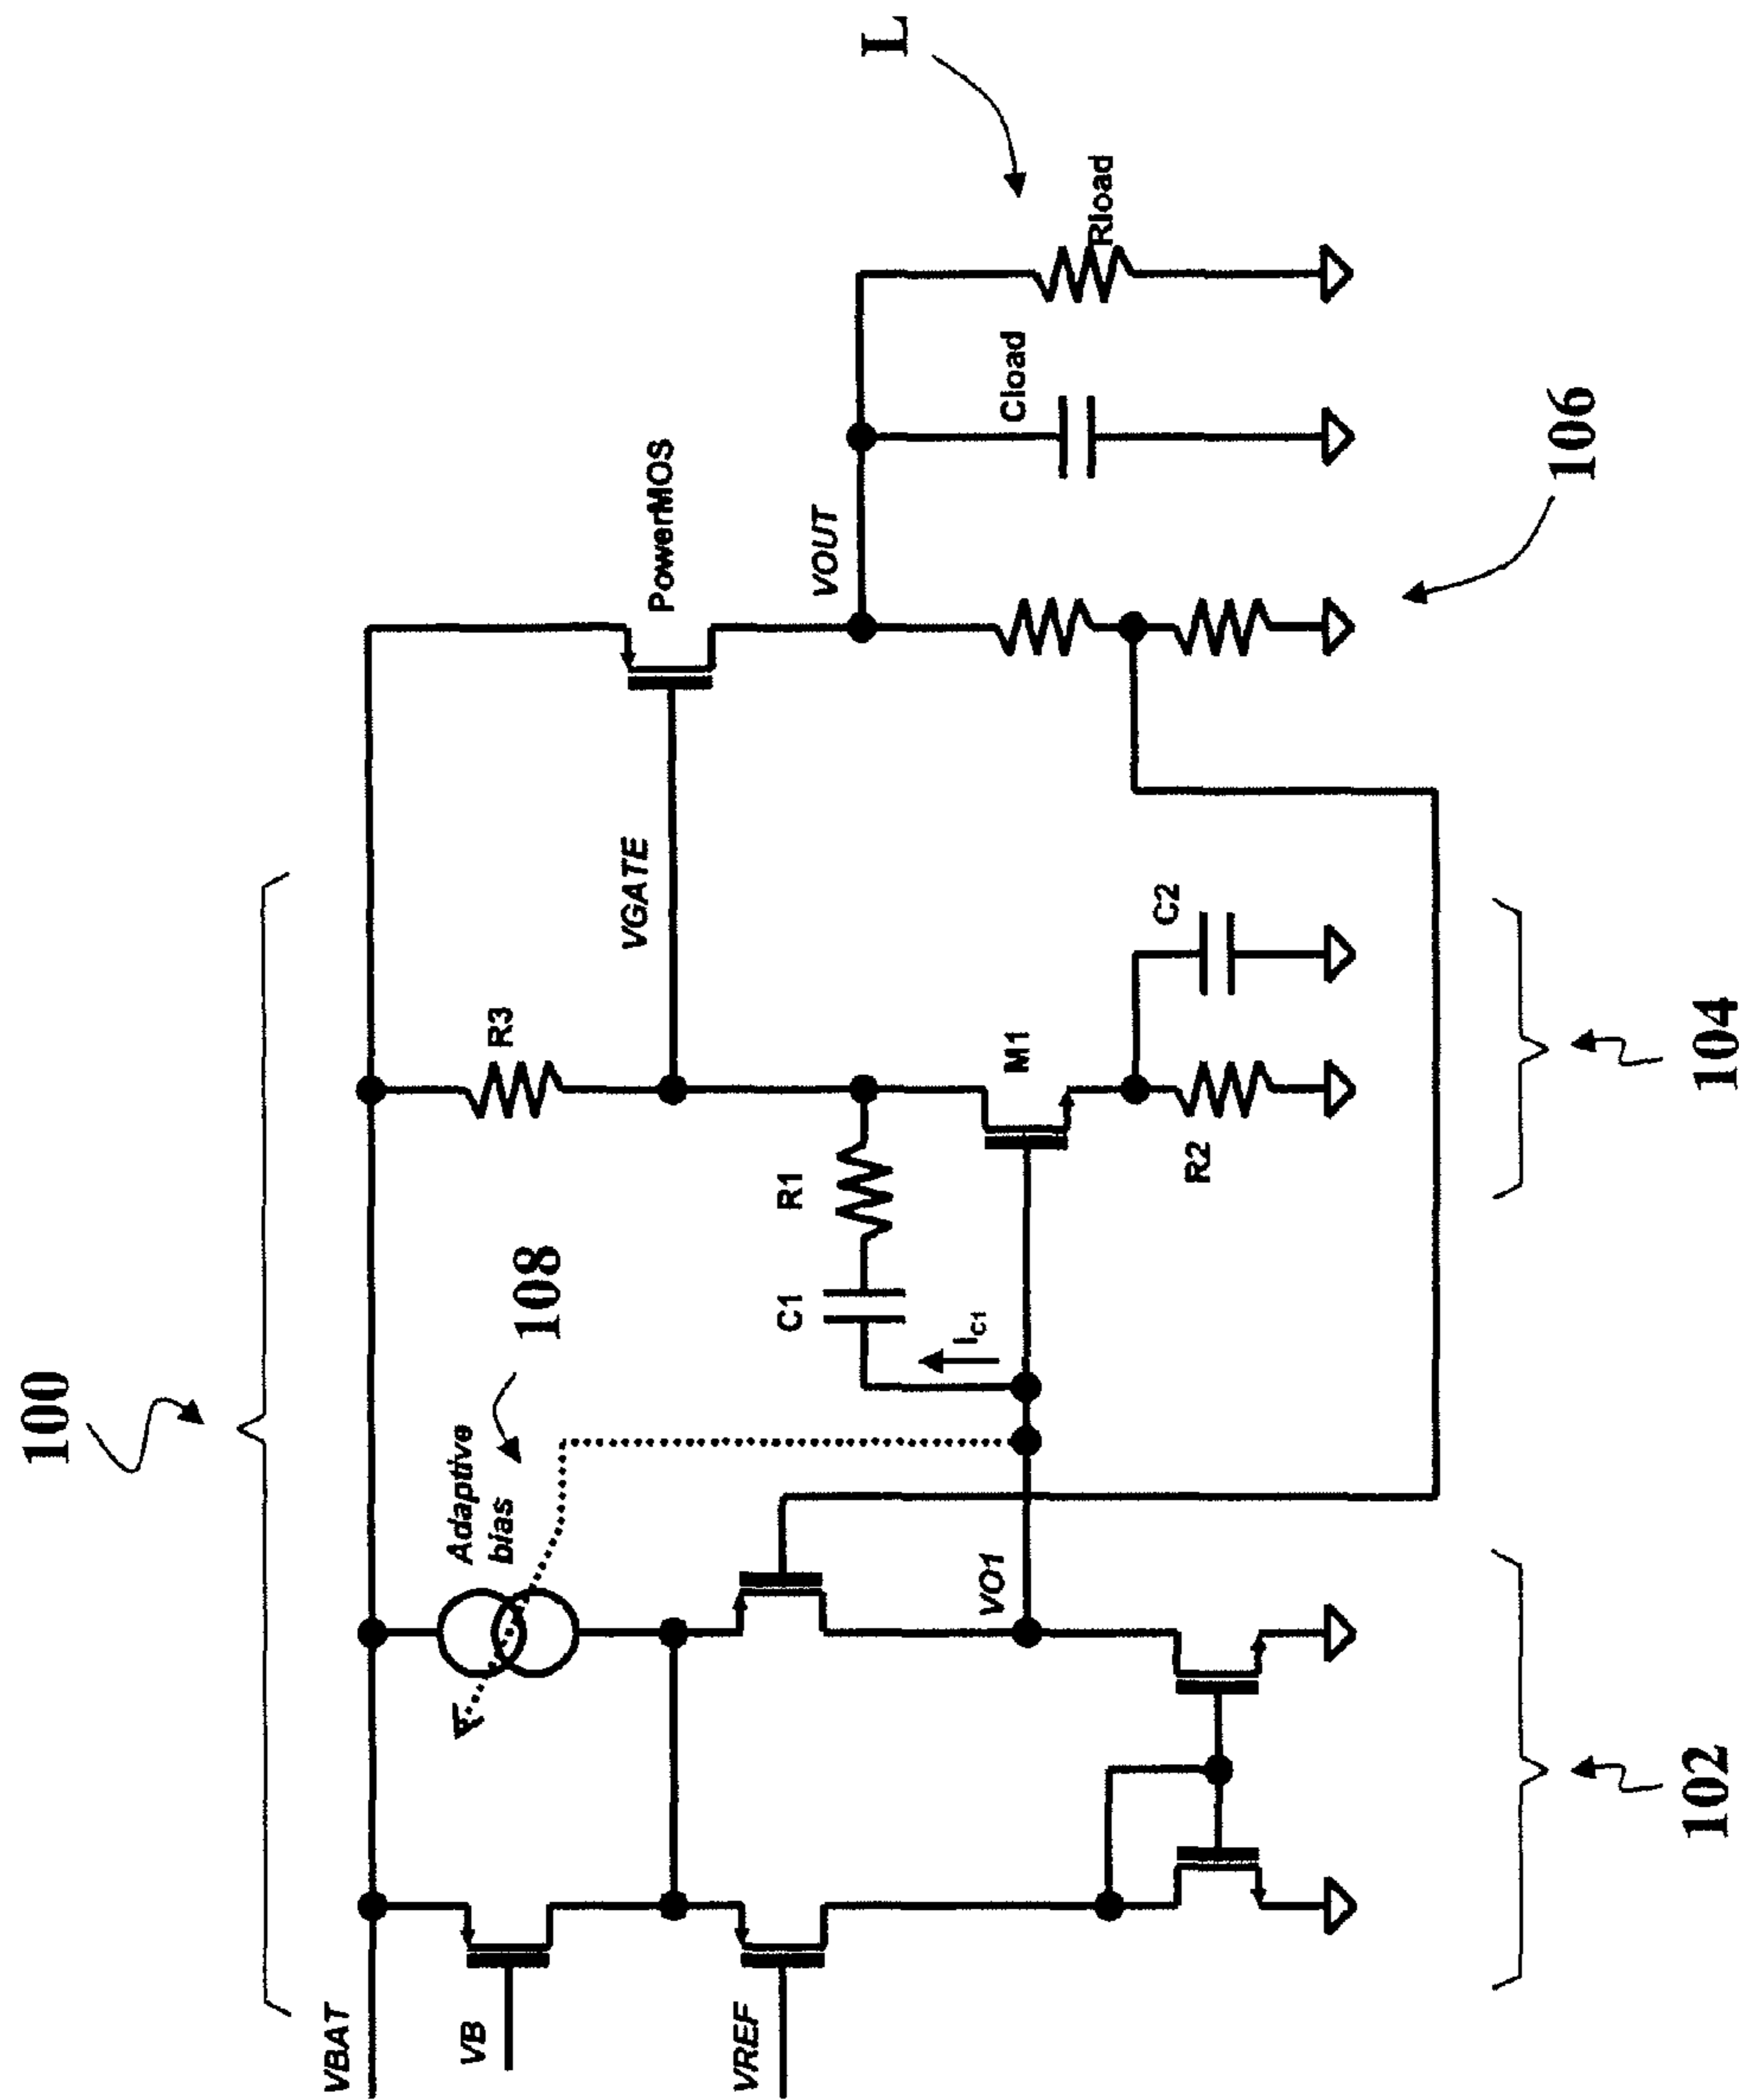 100
Adaptive
bias
108
VBAT
VB
VREF
VO1
IC1
C1
R1
R3
VGATE
M1
R2
C2
PowerMOS
VOUT
Cload
Rload
L
102
104
106